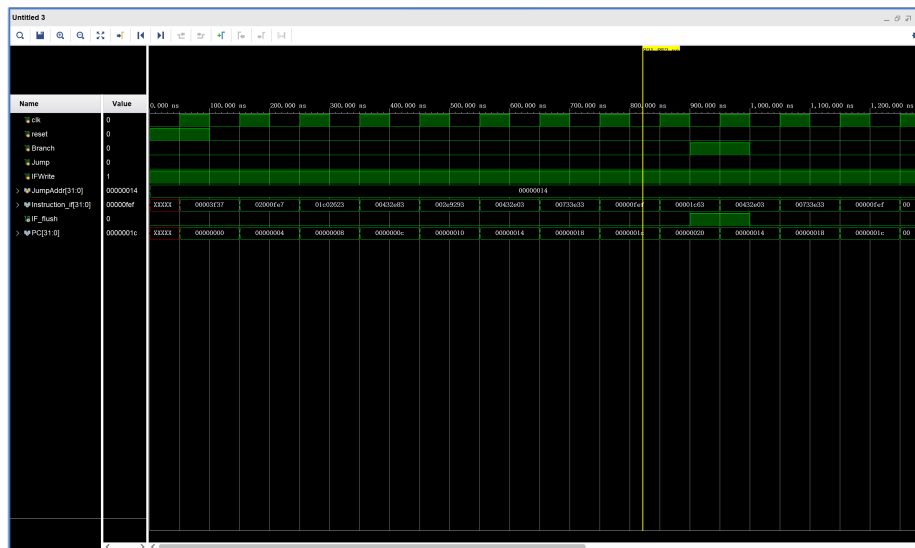 Untitled 3
Name Value
0.000 ns 100.000 ns 200.000 ns 300.000 ns 400.000 ns 500.000 ns 600.000 ns 700.000 ns 800.000 ns 900.000 ns 1,000.000 ns 1,100.000 ns 1,200.000 ns
clk 0
reset 0
Branch 0
Jump 0
IFWrite 1
JumpAddr[31:0] 00000014 00000014
Instruction_if[31:0] 00000fef XXXXX 00003f37 02000fe7 01c02623 00432e83 002e9293 00432e03 00733e33 00000fef 00001c63 00432e03 00733e33 00000fef 00
IF_flush 0
PC[31:0] 0000001c XXXXX 00000000 00000004 00000008 0000000c 00000010 00000014 00000018 0000001c 00000020 00000014 00000018 0000001c 00